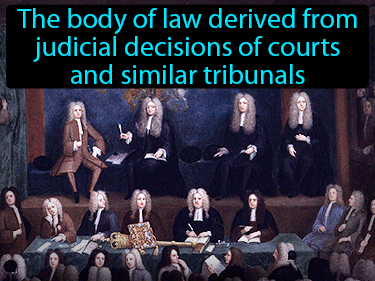 The body of law derived from
judicial decisions of courts
and similar tribunals